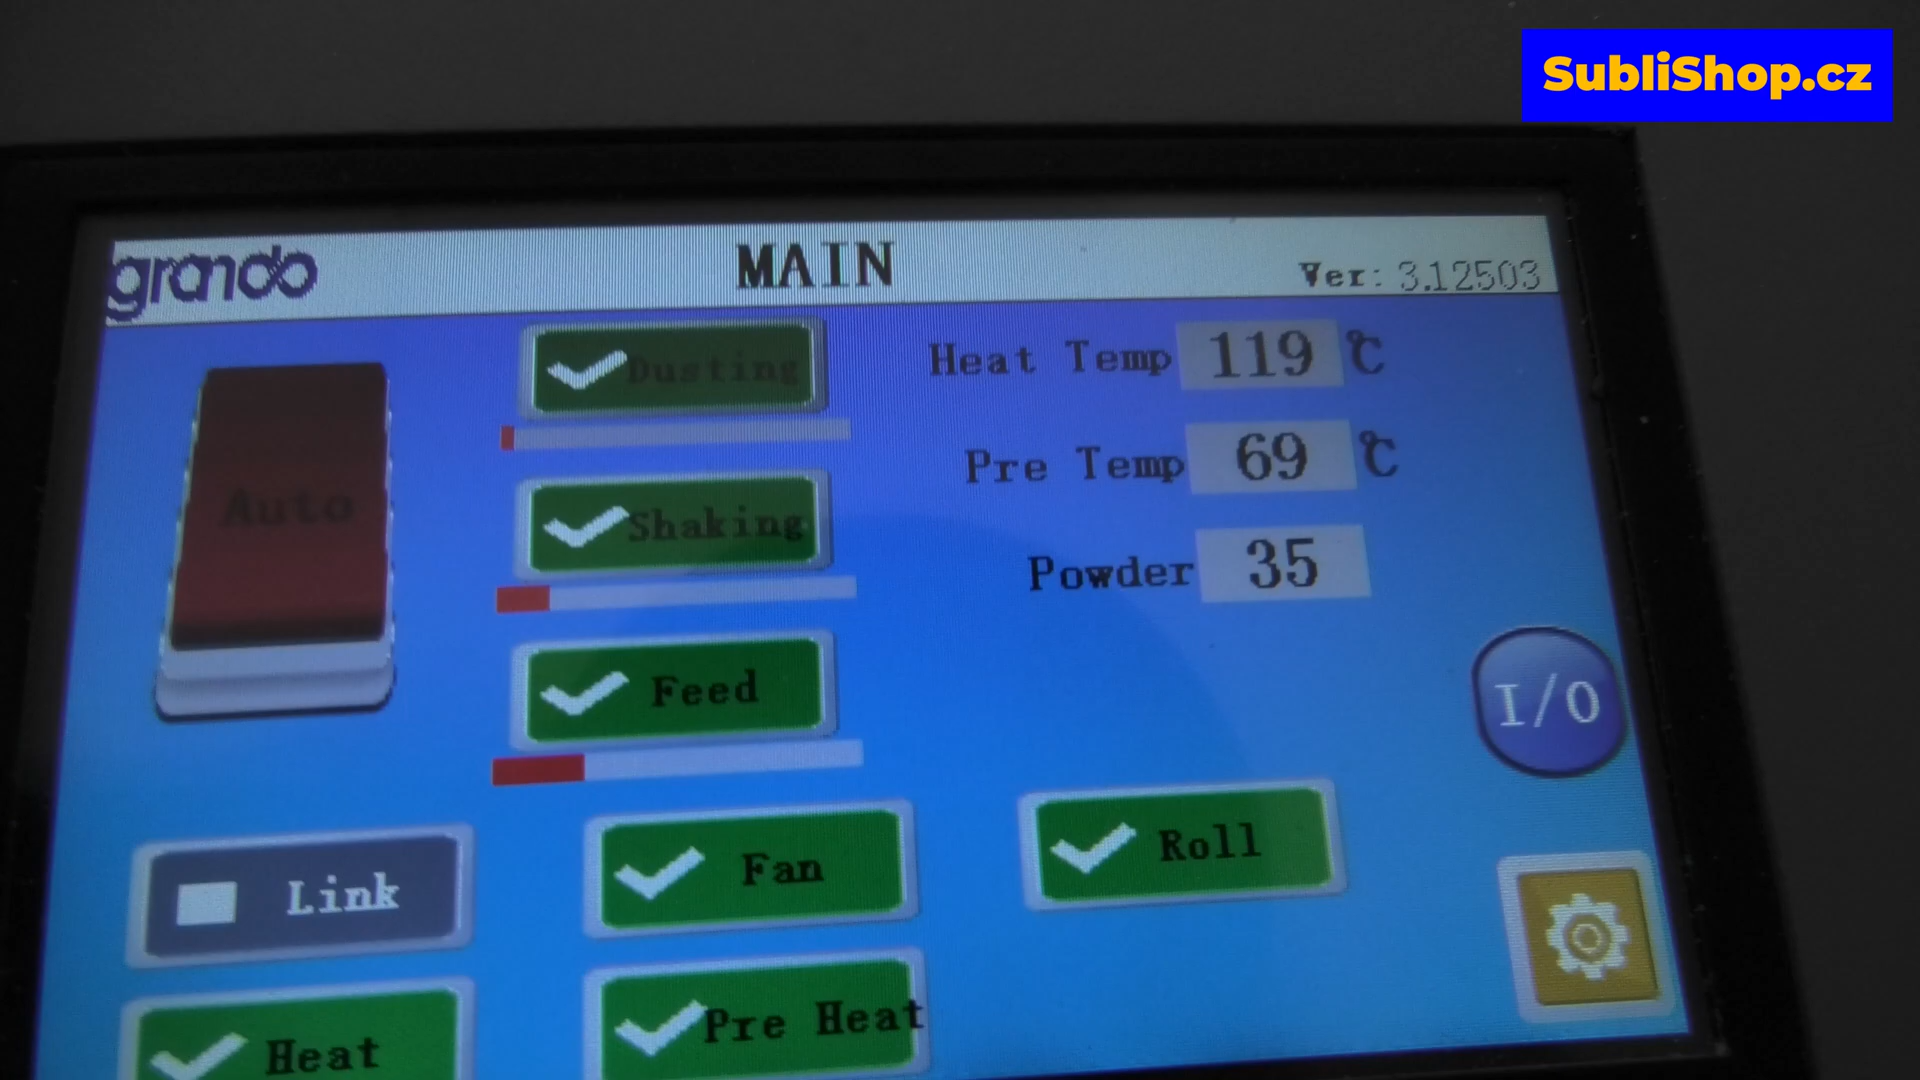 SubliShop.cz
grando
MAIN
Ver: 3.12503
Auto
Dusting
Shaking
Feed
Heat Temp 119 ℃
Pre Temp 69 ℃
Powder 35
I/O
Link
Fan
Roll
Heat
Pre Heat